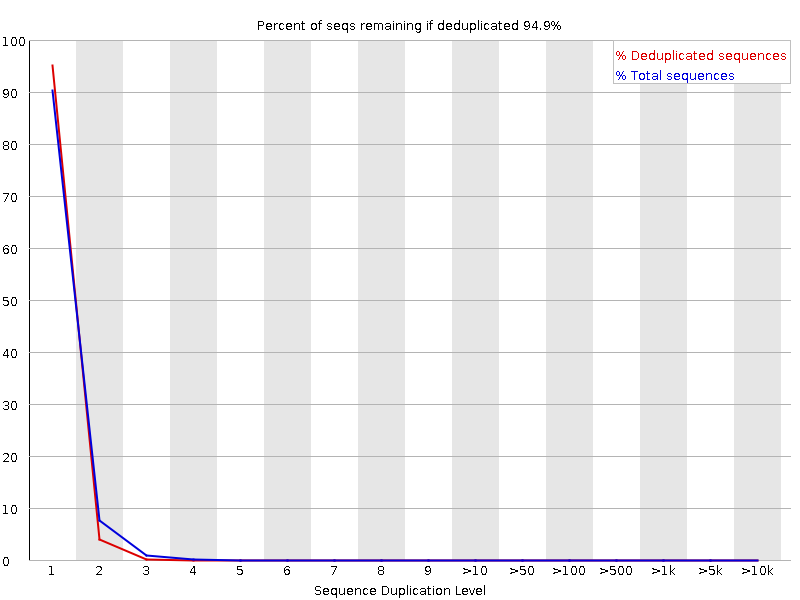 Percent of seqs remaining if deduplicated 94.9%
% Deduplicated sequences
% Total sequences
100
90
80
70
60
50
40
30
20
10
0
1 2 3 4 5 6 7 8 9 >10 >50 >100 >500 >1k >5k >10k
Sequence Duplication Level